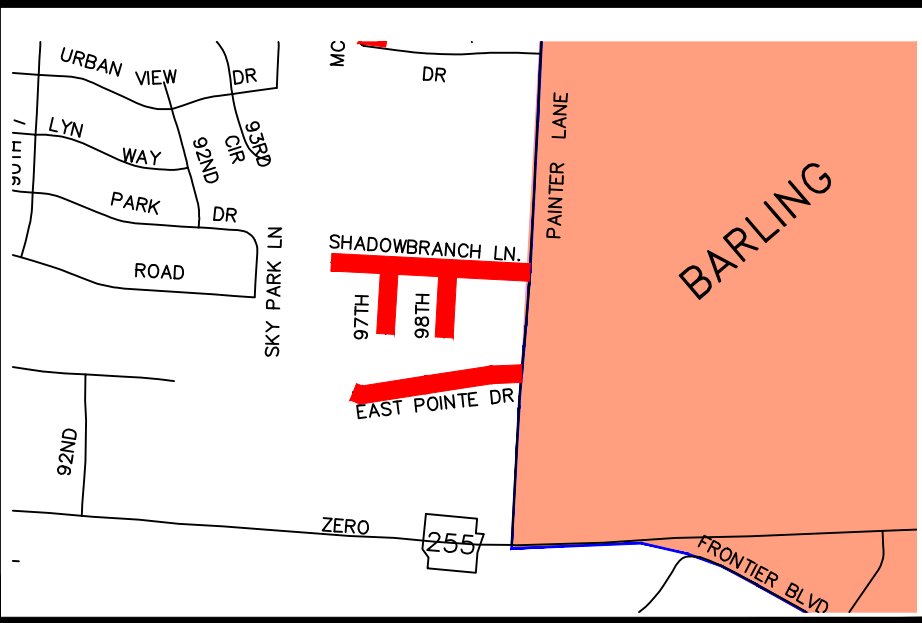 URBAN VIEW DR
MC
DR
LYN WAY
90TH
92ND
93RD
CIR
PAINTER LANE
BARLING
PARK DR
SKY PARK LN
SHADOWBRANCH LN.
ROAD
97TH
98TH
EAST POINTE DR
92ND
ZERO
255
FRONTIER BLVD